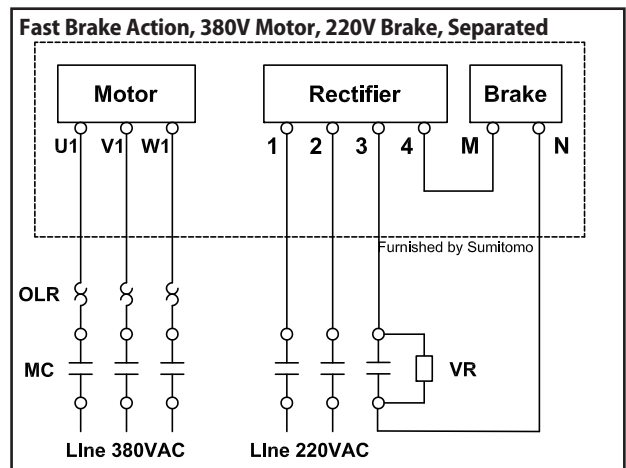 Fast Brake Action, 380V Motor, 220V Brake, Separated
Motor Rectifier Brake
U1 V1 W1 1 2 3 4 M N
Furnished by Sumitomo
OLR
MC VR
LIne 380VAC LIne 220VAC